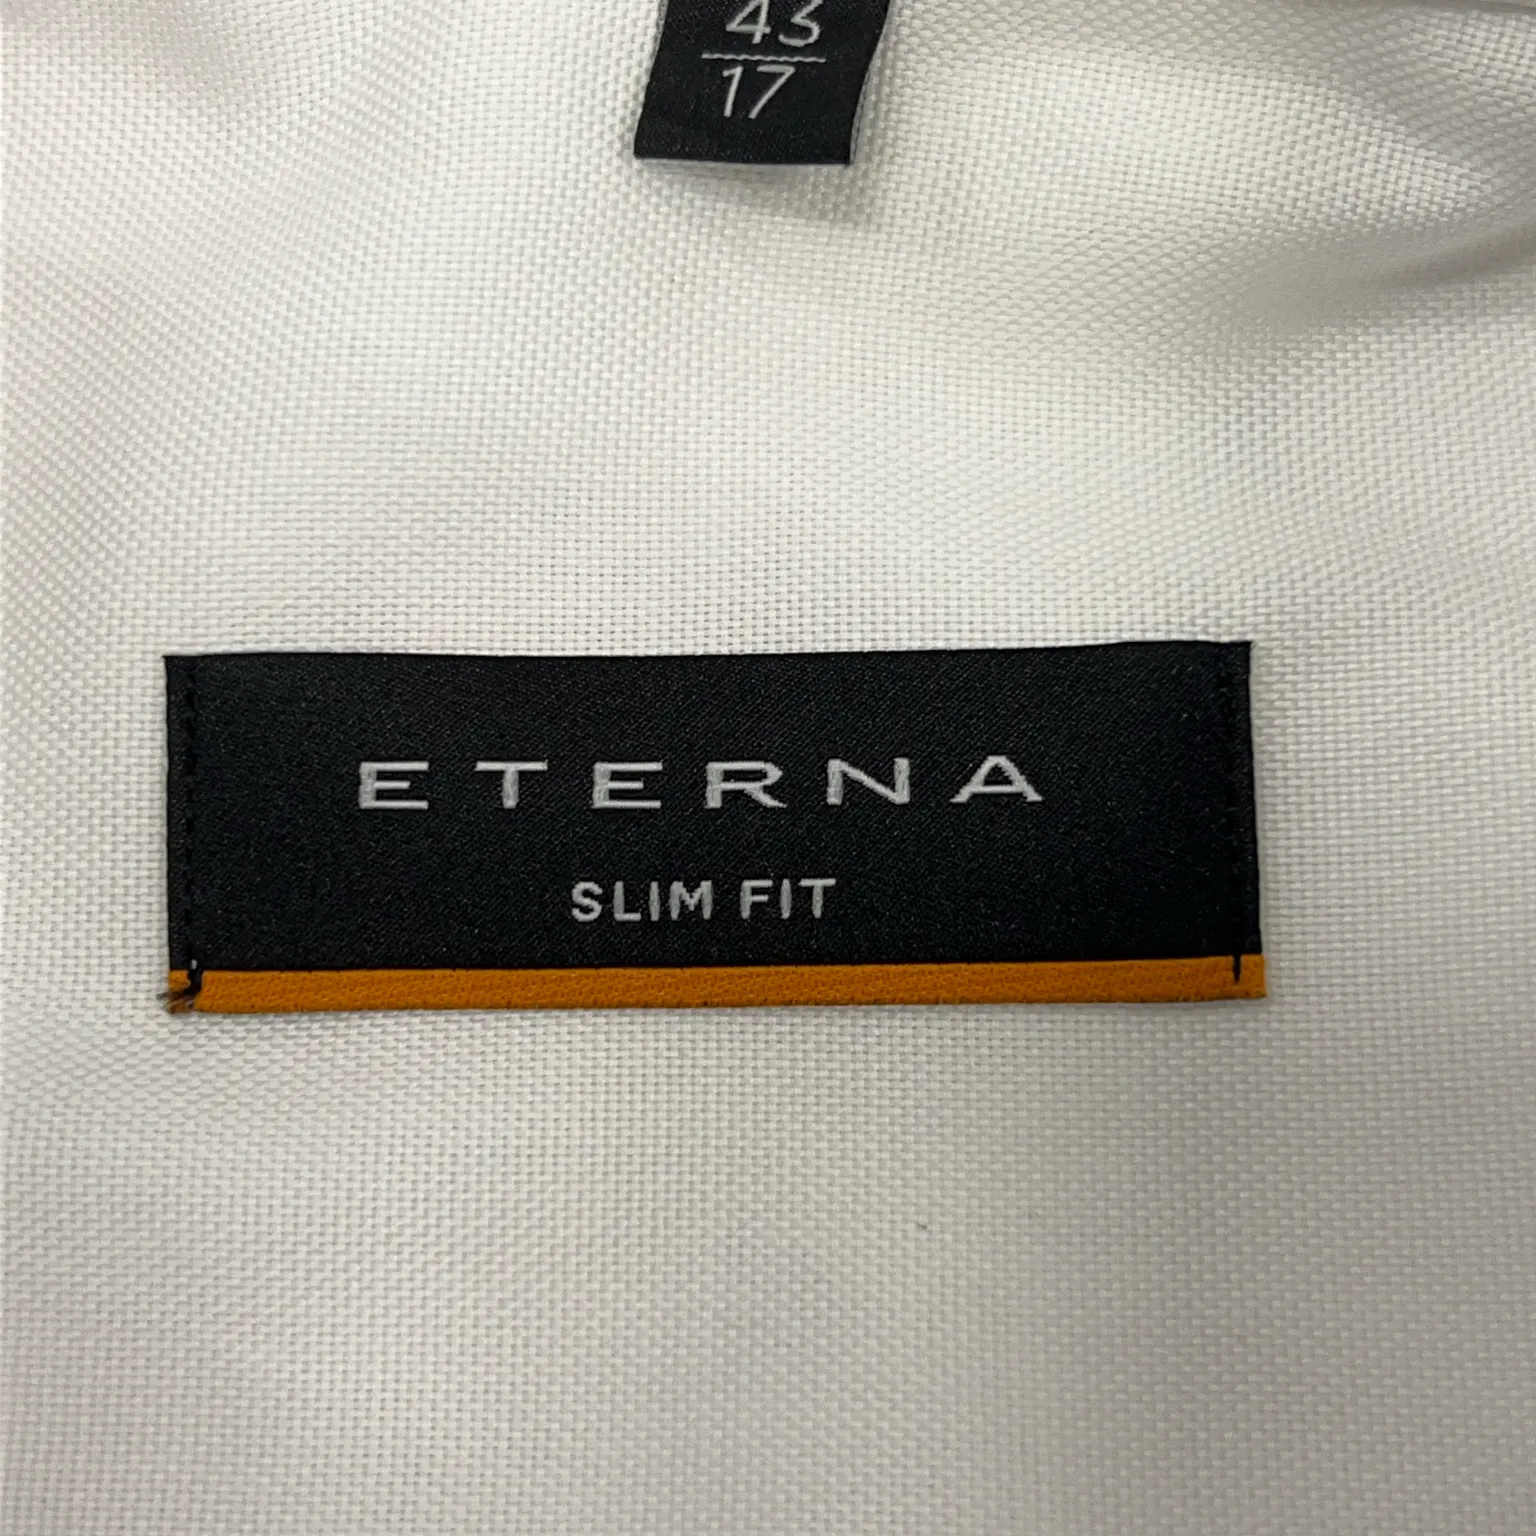 43
17
ETERNA
SLIM FIT